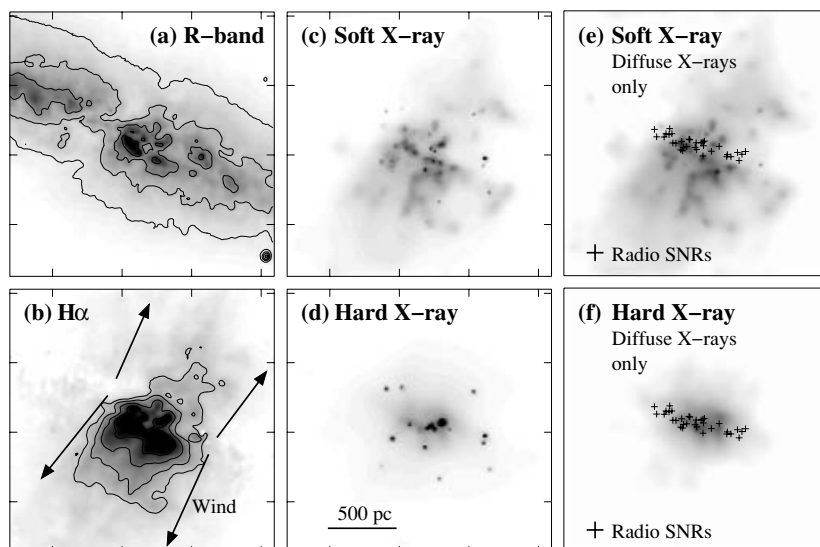 (a) R−band
(c) Soft X−ray
(e) Soft X−ray
Diffuse X−rays
only
+ Radio SNRs
(b) Hα
Wind
(d) Hard X−ray
500 pc
(f) Hard X−ray
Diffuse X−rays
only
+ Radio SNRs